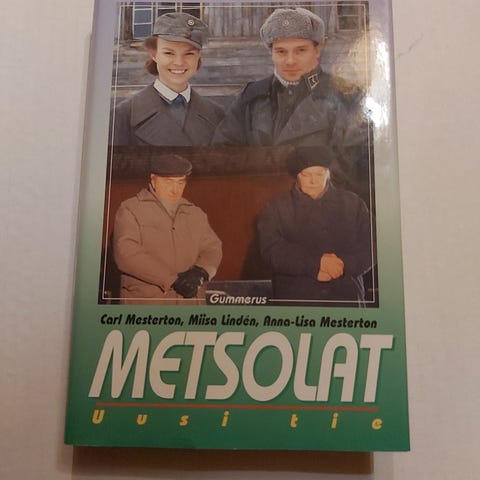 Gummerus
Carl Mesterton, Miisa Lindén, Anna-Lisa Mesterton
METSOLAT
Uusi tie